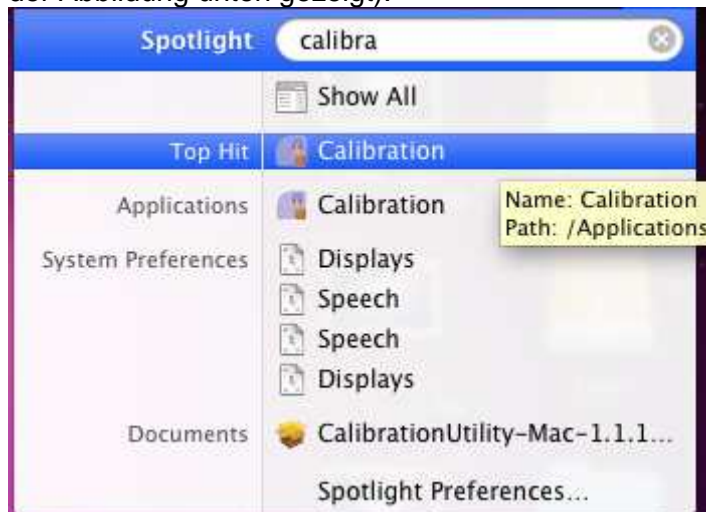 der Abbildung unten gezeigt).
Spotlight calibra
Show All
Top Hit Calibration
Applications Calibration
Name: Calibration
Path: /Applications
System Preferences Displays
Speech
Speech
Displays
Documents CalibrationUtility-Mac-1.1.1...
Spotlight Preferences...